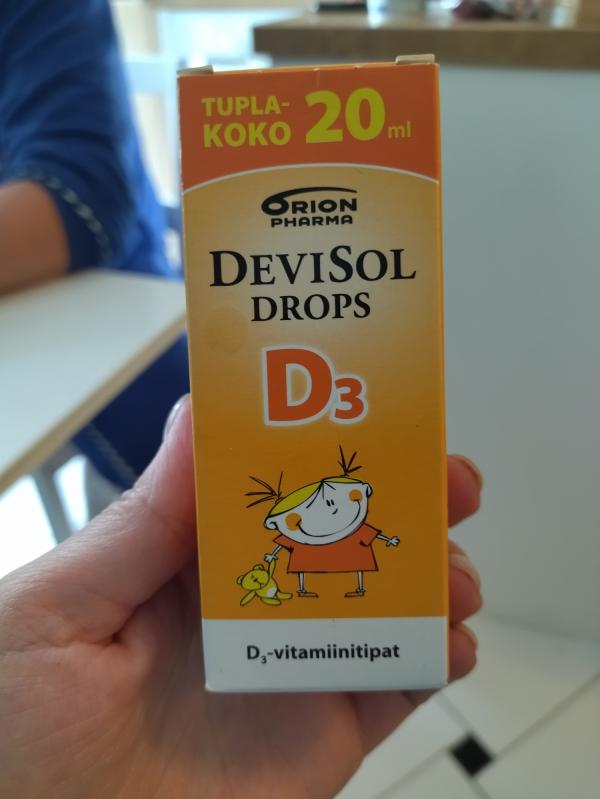 TUPLA-
KOKO 20 ml
ORION
PHARMA
DEVISOL
DROPS
D3
D3-vitamiinitipat